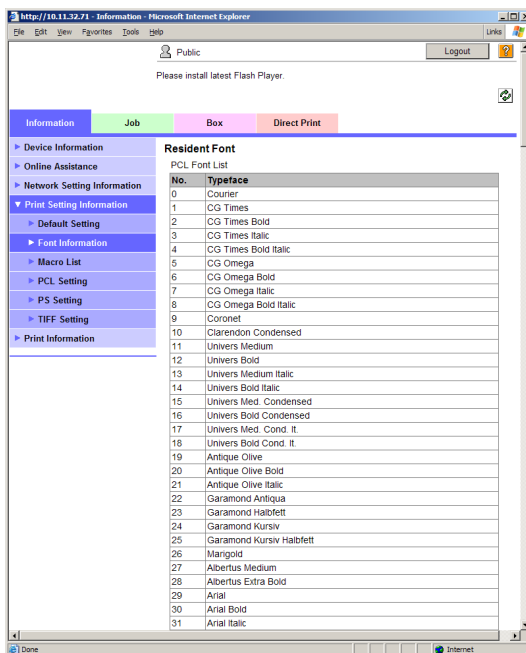 http://10.11.32.71 - Information - Microsoft Internet Explorer
File Edit View Favorites Tools Help Links
Public Logout ?
Please install latest Flash Player.
Information Job Box Direct Print
Device Information
Online Assistance
Network Setting Information
Print Setting Information
Default Setting
Font Information
Macro List
PCL Setting
PS Setting
TIFF Setting
Print Information
Resident Font
PCL Font List
No. Typeface
0 Courier
1 CG Times
2 CG Times Bold
3 CG Times Italic
4 CG Times Bold Italic
5 CG Omega
6 CG Omega Bold
7 CG Omega Italic
8 CG Omega Bold Italic
9 Coronet
10 Clarendon Condensed
11 Univers Medium
12 Univers Bold
13 Univers Medium Italic
14 Univers Bold Italic
15 Univers Med. Condensed
16 Univers Bold Condensed
17 Univers Med. Cond. It.
18 Univers Bold Cond. It.
19 Antique Olive
20 Antique Olive Bold
21 Antique Olive Italic
22 Garamond Antiqua
23 Garamond Halbfett
24 Garamond Kursiv
25 Garamond Kursiv Halbfett
26 Marigold
27 Albertus Medium
28 Albertus Extra Bold
29 Arial
30 Arial Bold
31 Arial Italic
Done Internet